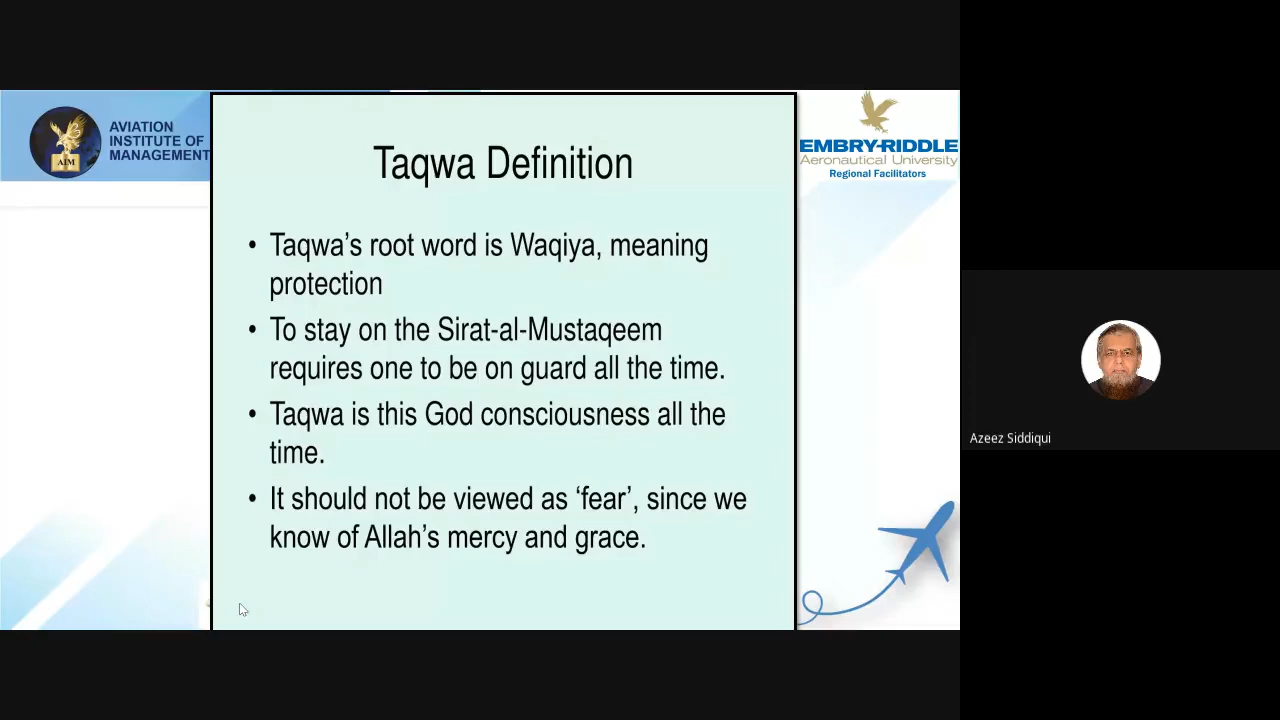 AVIATION
INSTITUTE OF
MANAGEMENT
AIM
EMBRY-RIDDLE
Aeronautical University
Regional Facilitators
Taqwa Definition
• Taqwa’s root word is Waqiya, meaning
protection
• To stay on the Sirat-al-Mustaqeem
requires one to be on guard all the time.
• Taqwa is this God consciousness all the
time.
• It should not be viewed as ‘fear’, since we
know of Allah’s mercy and grace.
Azeez Siddiqui